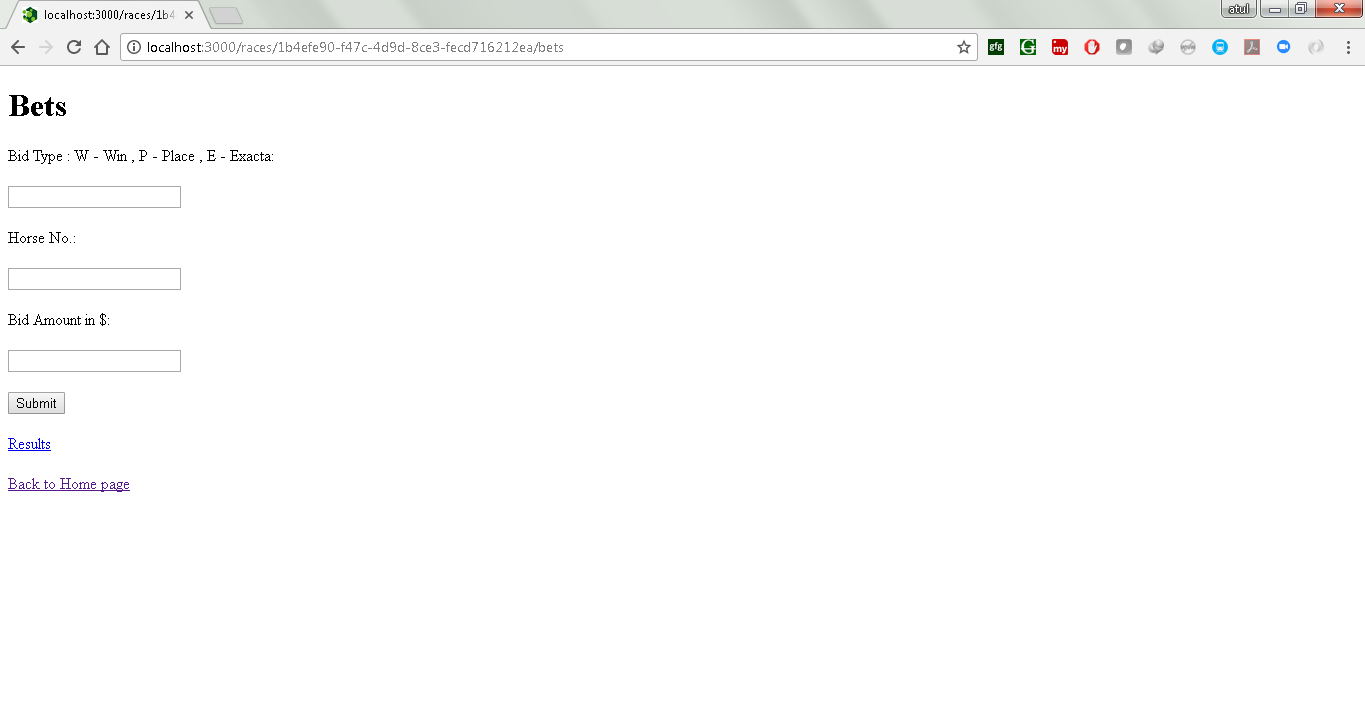 localhost:3000/races/1b4
atul
localhost:3000/races/1b4efe90-f47c-4d9d-8ce3-fecd716212ea/bets
gfg
G
my
Bets
Bid Type : W - Win , P - Place , E - Exacta:
Horse No.:
Bid Amount in $:
Submit
Results
Back to Home page